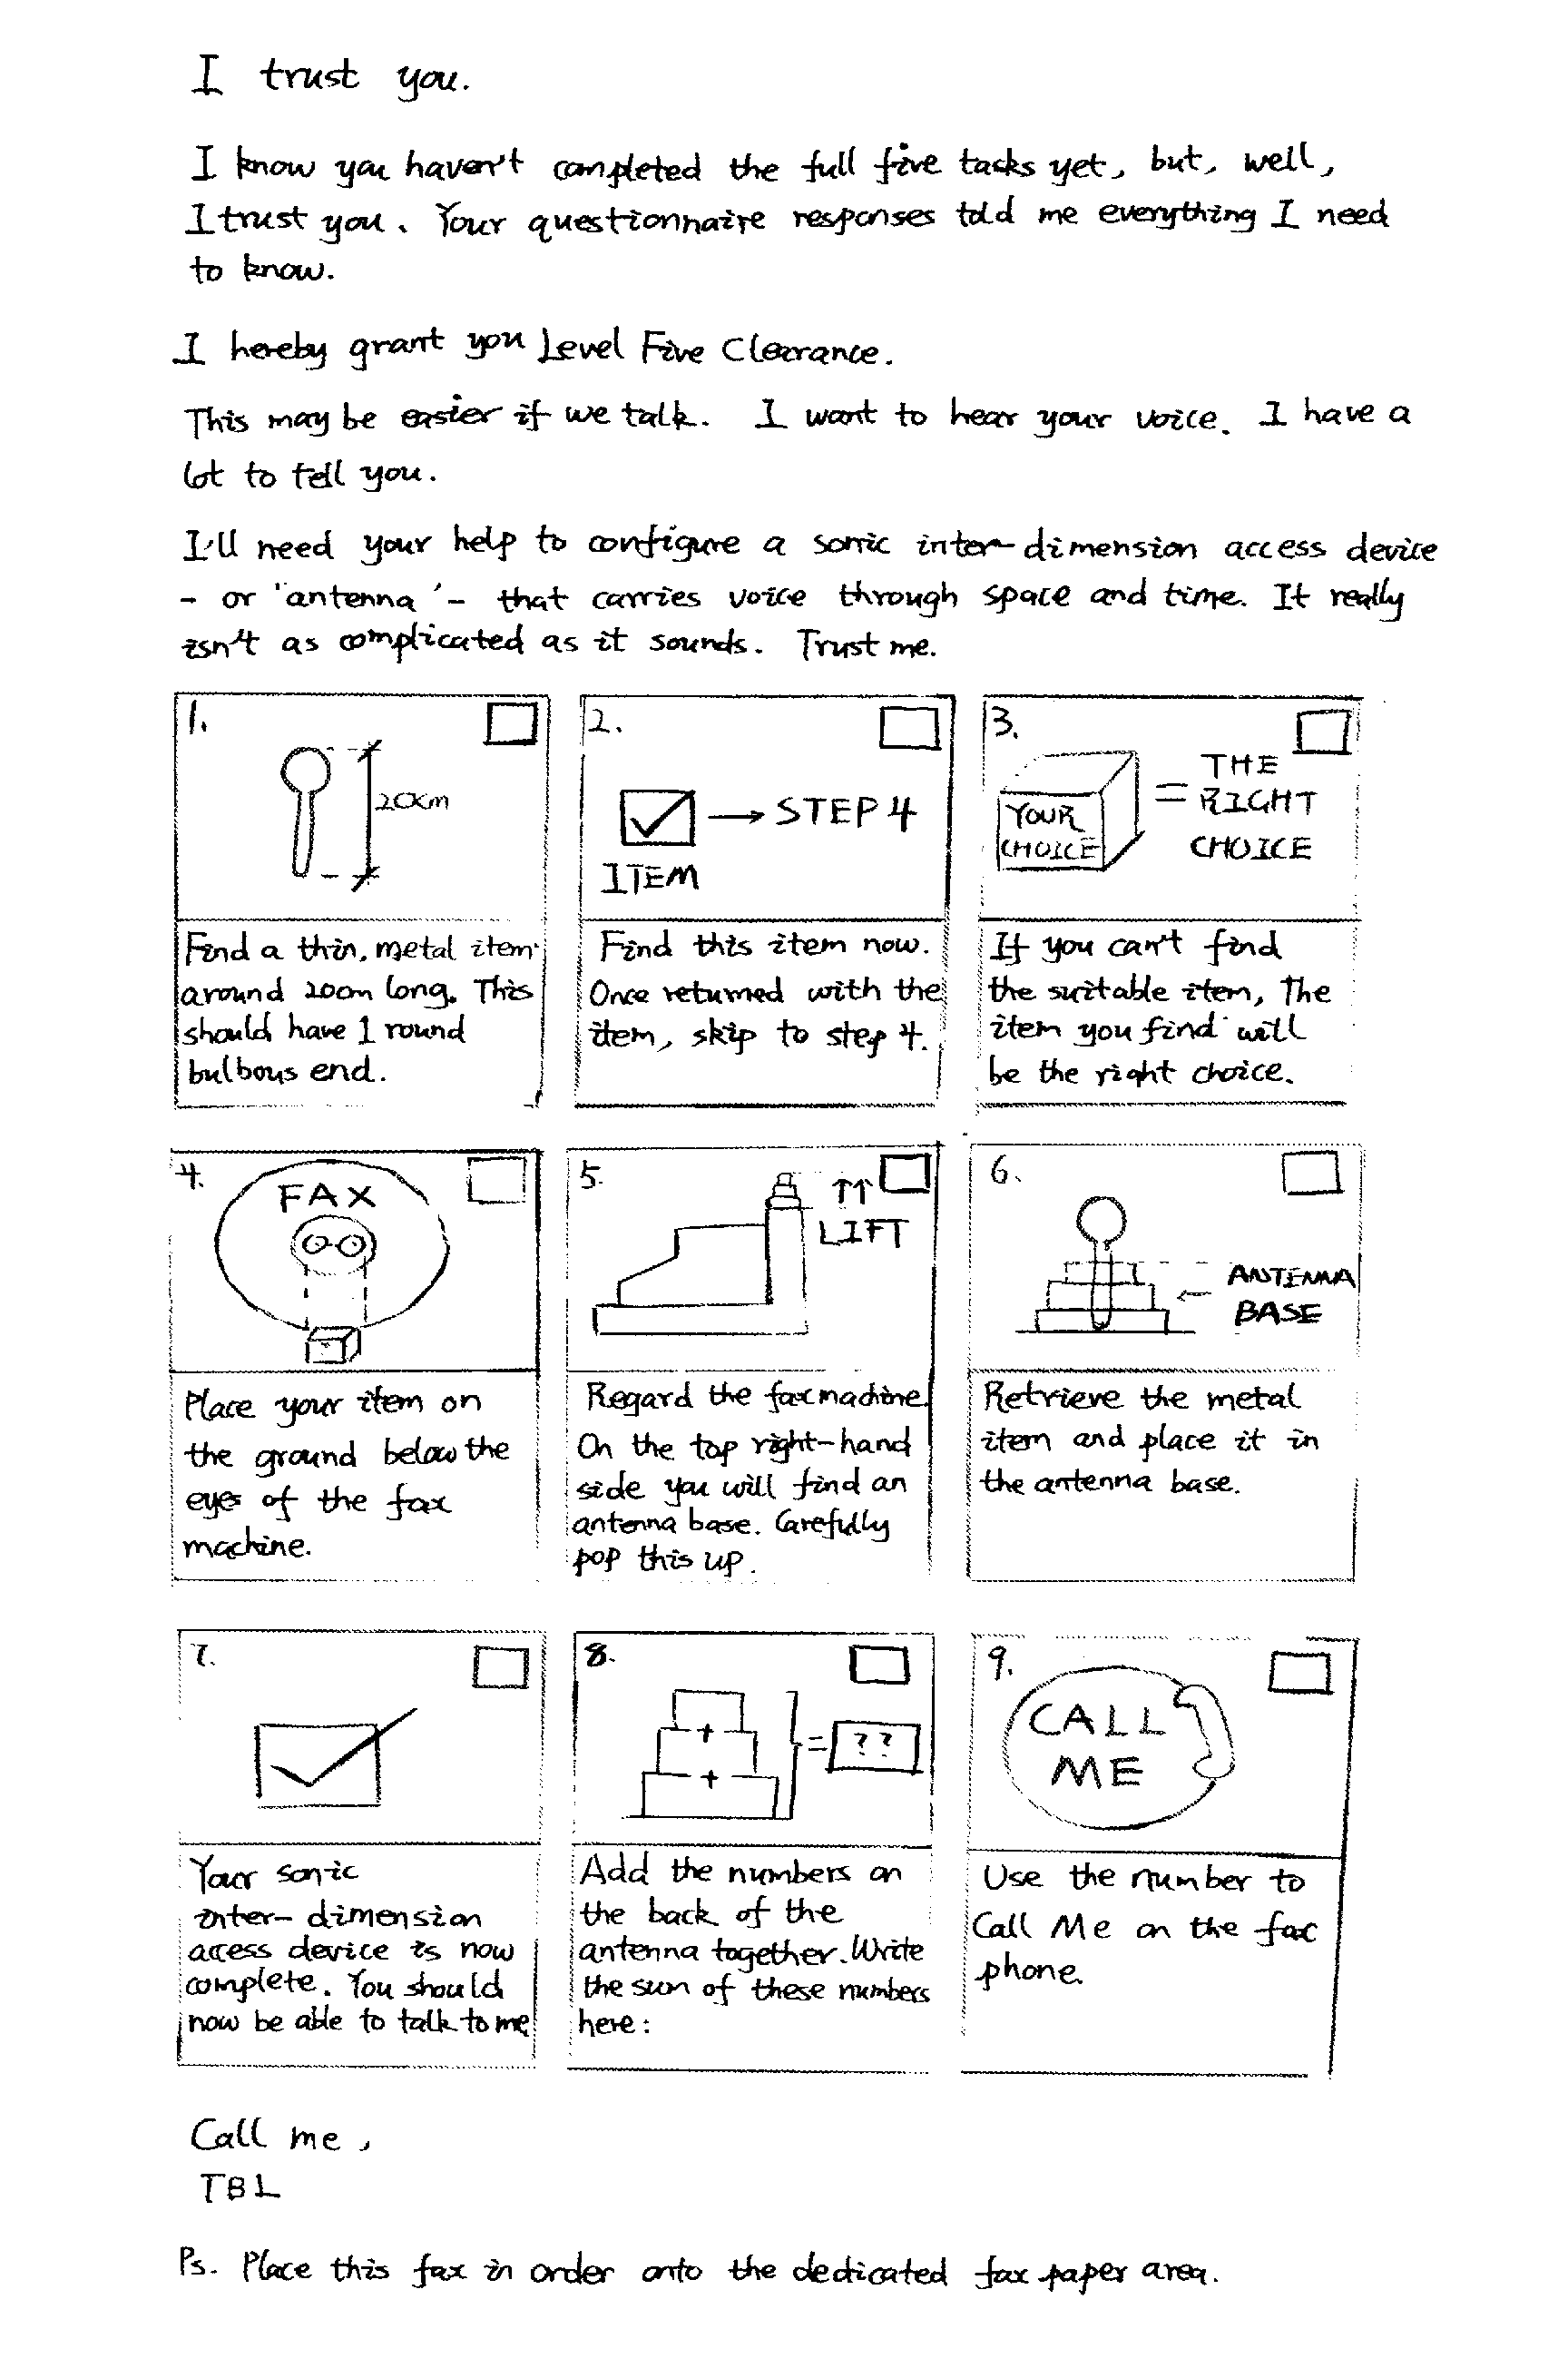 I trust you.
I know you haven't completed the full five tasks yet, but, well,
I trust you. Your questionnaire responses told me everything I need
to know.
I hereby grant you Level Five Clearance.
This may be easier if we talk. I want to hear your voice. I have a
lot to tell you.
I'll need your help to configure a sonic inter-dimension access device
- or 'antenna' - that carries voice through space and time. It really
isn't as complicated as it sounds. Trust me.
1.
20cm
Find a thin, metal item
around 20cm long. This
should have 1 round
bulbous end.
2.
→ STEP 4
ITEM
Find this item now.
Once returned with the
item, skip to step 4.
3.
YOUR
CHOICE
= THE
RIGHT
CHOICE
If you can't find
the suitable item, The
item you find will
be the right choice.
4.
FAX
Place your item on
the ground below the
eyes of the fax
machine.
5.
↑↑
LIFT
Regard the fax machine.
On the top right-hand
side you will find an
antenna base. Carefully
pop this up.
6.
← ANTENNA
BASE
Retrieve the metal
item and place it in
the antenna base.
7.
Your sonic
inter-dimension
access device is now
complete. You should
now be able to talk to me
8.
+
+
= ??
Add the numbers on
the back of the
antenna together. Write
the sum of these numbers
here:
9.
CALL
ME
Use the number to
Call Me on the fax
phone.
Call me,
TBL
Ps. Place this fax in order onto the dedicated fax paper area.